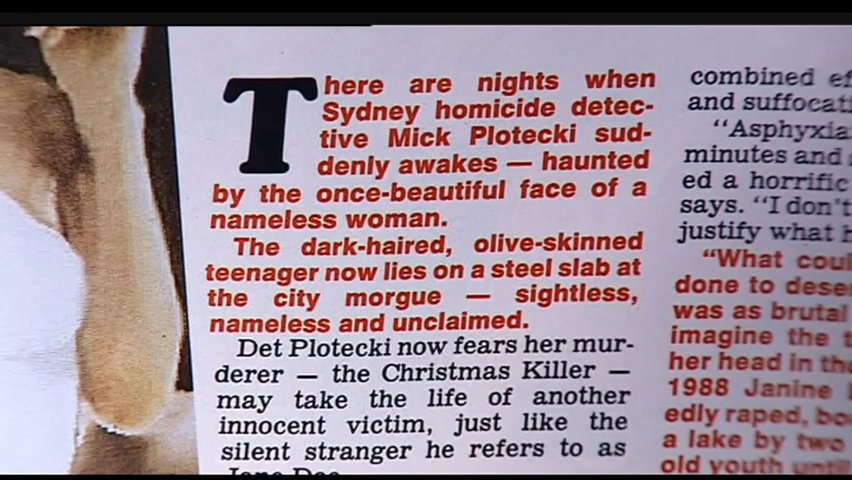 There are nights when
Sydney homicide detec-
tive Mick Plotecki sud-
denly awakes — haunted
by the once-beautiful face of a
nameless woman.
The dark-haired, olive-skinned
teenager now lies on a steel slab at
the city morgue — sightless,
nameless and unclaimed.
Det Plotecki now fears her mur-
derer — the Christmas Killer —
may take the life of another
innocent victim, just like the
silent stranger he refers to as
combined
and
minutes and
ed a horrific
says. "I don't
justify what
"What
done to
was as brutal
imagine the
her head in
1988 Janine
edly raped,
a lake by two
old youth until